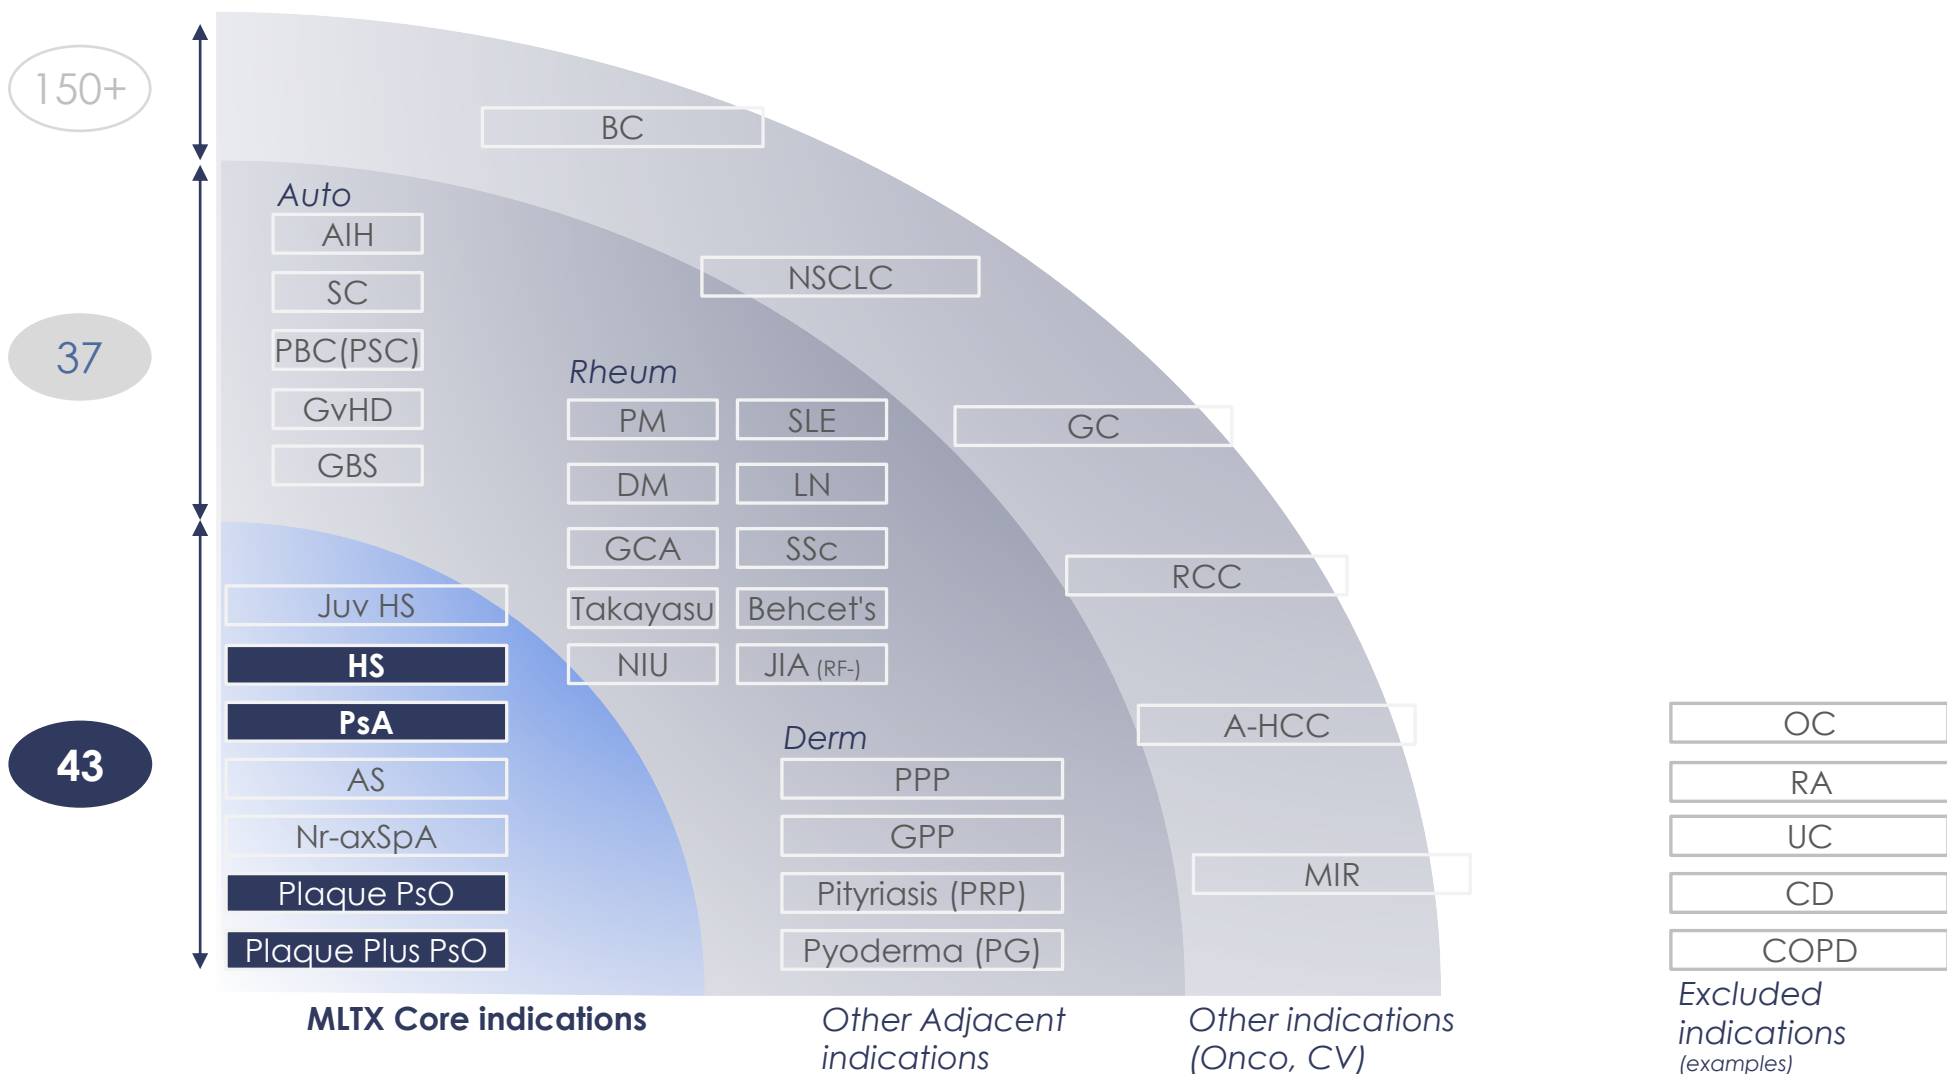 150+
BC
Auto
AIH
SC
PBC(PSC)
GvHD
GBS
37
NSCLC
Rheum
PM
SLE
DM
LN
GCA
SSc
Takayasu
Behcet's
NIU
JIA (RF-)
GC
RCC
A-HCC
MIR
Juv HS
HS
PsA
AS
Nr-axSpA
Plaque PsO
Plaque Plus PsO
43
Derm
PPP
GPP
Pityriasis (PRP)
Pyoderma (PG)
OC
RA
UC
CD
COPD
MLTX Core indications
Other Adjacent
indications
Other indications
(Onco, CV)
Excluded
indications
(examples)